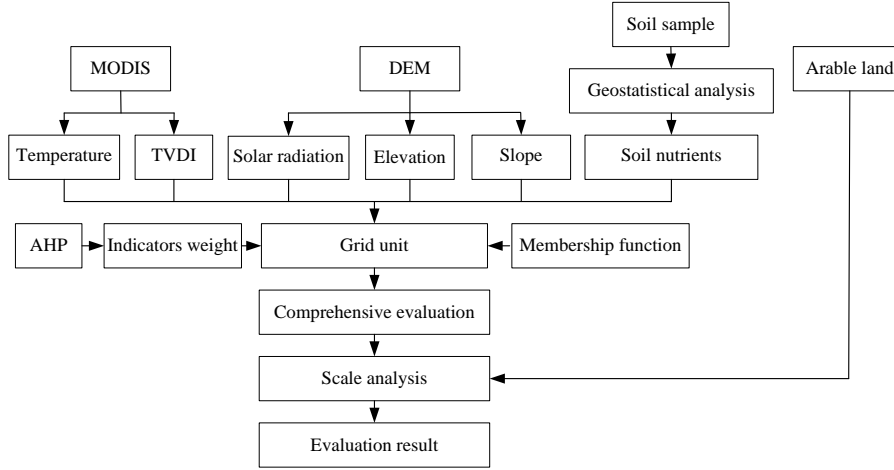 Soil sample
MODIS
DEM
Arable land
Geostatistical analysis
Temperature
TVDI
Solar radiation
Elevation
Slope
Soil nutrients
AHP
Indicators weight
Grid unit
Membership function
Comprehensive evaluation
Scale analysis
Evaluation result